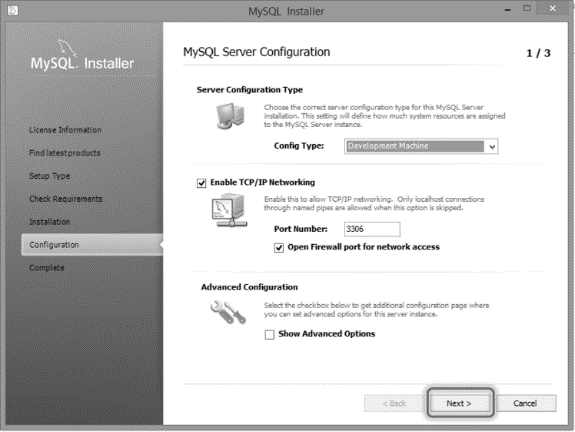 MySQL Installer
MySQL Installer
License Information
Find latest products
Setup Type
Check Requirements
Installation
Configuration
Complete
MySQL Server Configuration
1 / 3
Server Configuration Type
Choose the correct server configuration type for this MySQL Server
installation. This setting will define how much system resources are assigned
to the MySQL Server instance.
Config Type: Development Machine
Enable TCP/IP Networking
Enable this to allow TCP/IP networking. Only localhost connections
through named pipes are allowed when this option is skipped.
Port Number: 3306
Open Firewall port for network access
Advanced Configuration
Select the checkbox below to get additional configuration page where
you can set advanced options for this server instance.
Show Advanced Options
< Back
Next >
Cancel